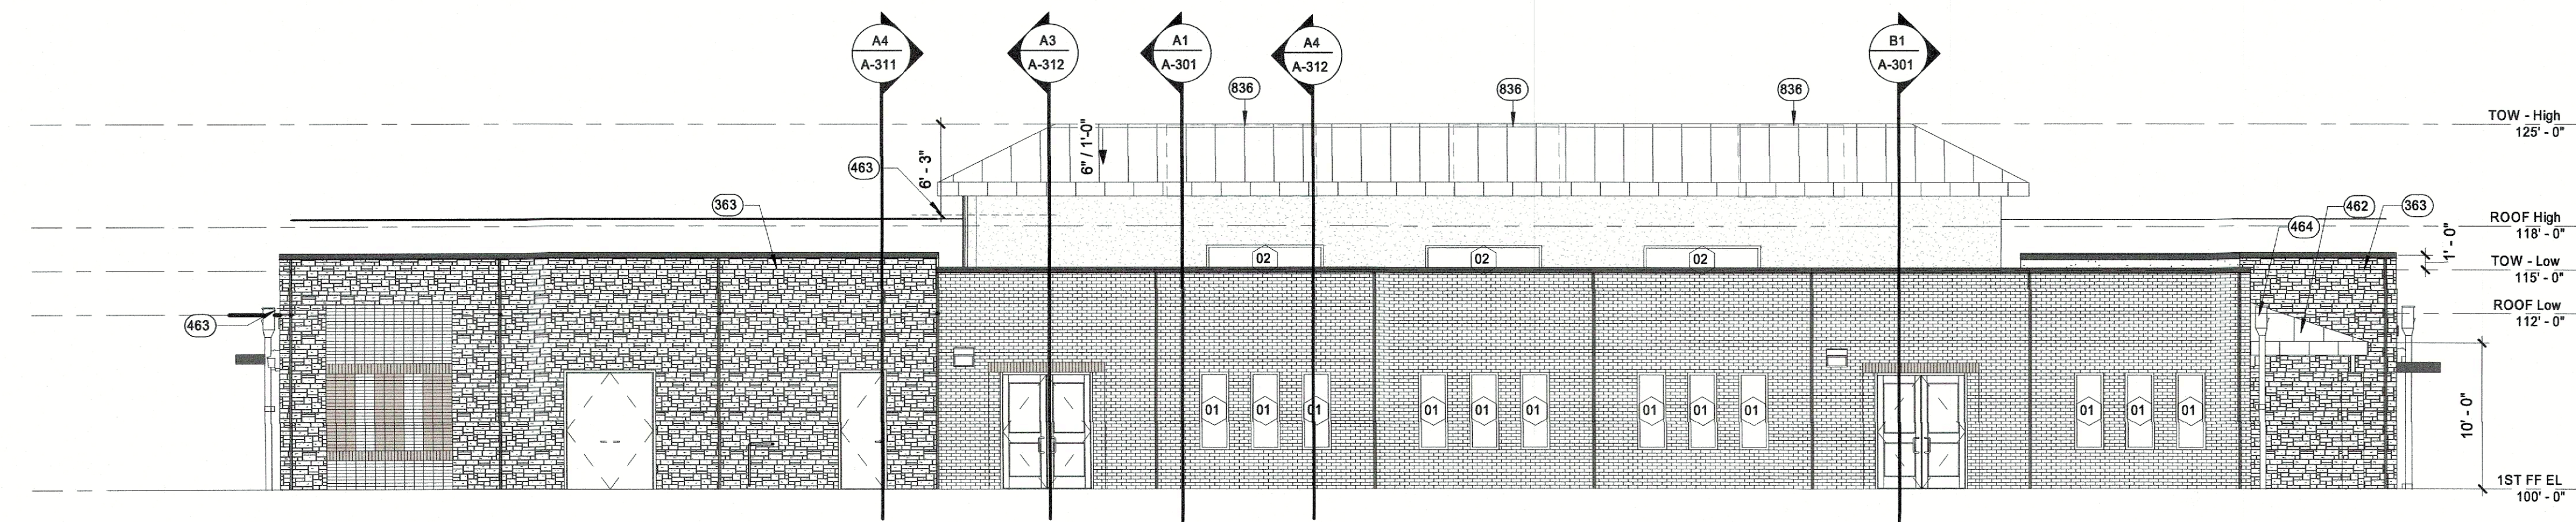 A4
A-311
A3
A-312
A1
A-301
A4
A-312
B1
A-301
836
836
836
TOW - High
125' - 0"
6' - 3"
6" / 1'-0"
463
363
462
363
464
ROOF High
118' - 0"
1' - 0"
02
02
02
TOW - Low
115' - 0"
463
ROOF Low
112' - 0"
10' - 0"
01
01
01
01
01
01
01
01
01
01
01
01
1ST FF EL
100' - 0"